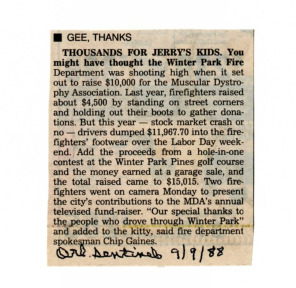 ■ GEE, THANKS
THOUSANDS FOR JERRY'S KIDS. You
might have thought the Winter Park Fire
Department was shooting high when it set
out to raise $10,000 for the Muscular Dystro-
phy Association. Last year, firefighters raised
about $4,500 by standing on street corners
and holding out their boots to gather dona-
tions. But this year — stock market crash or
no — drivers dumped $11,967.70 into the fire-
fighters' footwear over the Labor Day week-
end. Add the proceeds from a hole-in-one
contest at the Winter Park Pines golf course
and the money earned at a garage sale, and
the total raised came to $15,015. Two fire-
fighters went on camera Monday to present
the city's contributions to the MDA's annual
televised fund-raiser. "Our special thanks to
the people who drove through Winter Park"
and added to the kitty, said fire department
spokesman Chip Gaines.
Orl. Sentinel 9/9/88